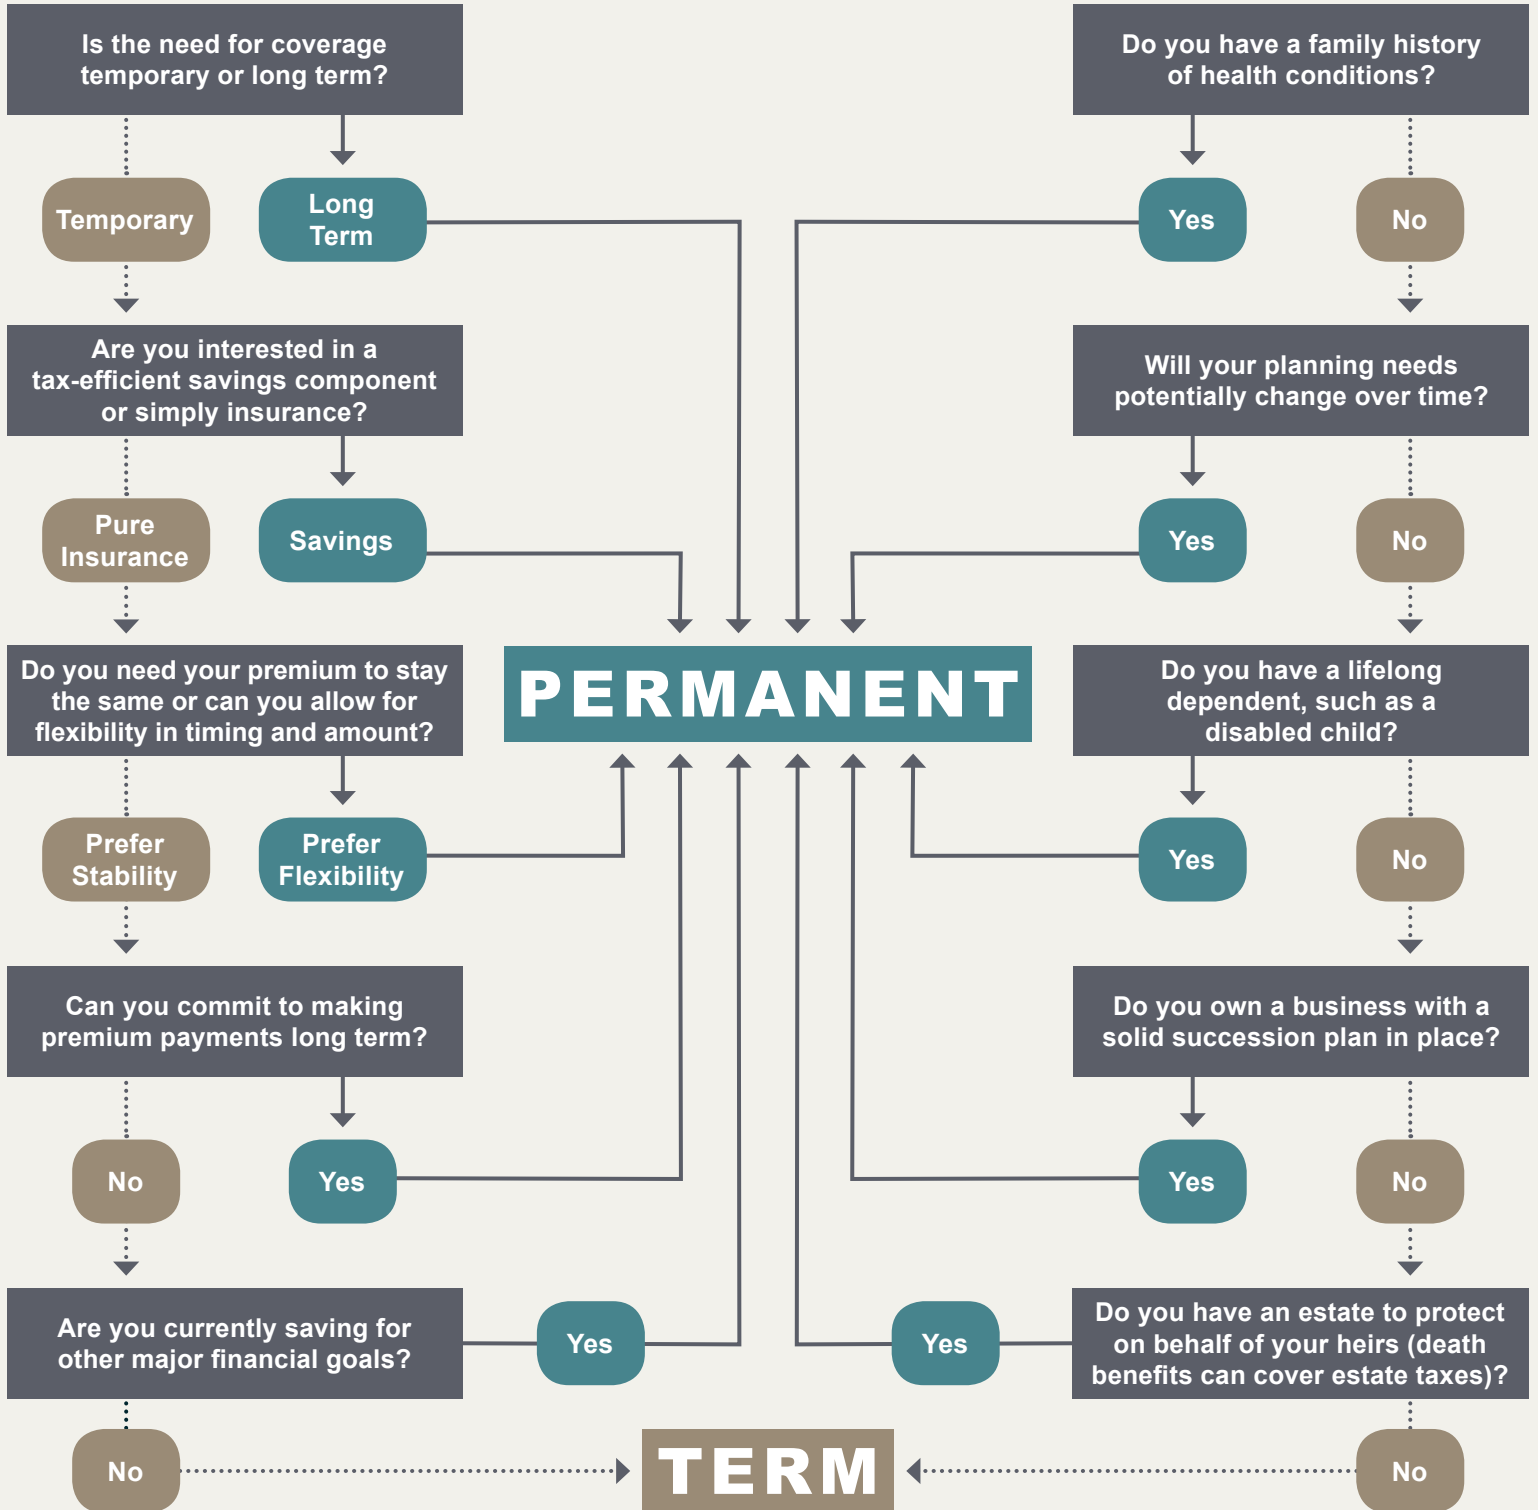 Is the need for coverage
temporary or long term?
Temporary
Long
Term
Are you interested in a
tax-efficient savings component
or simply insurance?
Pure
Insurance
Savings
Do you need your premium to stay
the same or can you allow for
flexibility in timing and amount?
Prefer
Stability
Prefer
Flexibility
Can you commit to making
premium payments long term?
No
Yes
Are you currently saving for
other major financial goals?
Yes
No
PERMANENT
TERM
Do you have a family history
of health conditions?
Yes
No
Will your planning needs
potentially change over time?
Yes
No
Do you have a lifelong
dependent, such as a
disabled child?
Yes
No
Do you own a business with a
solid succession plan in place?
Yes
No
Do you have an estate to protect
on behalf of your heirs (death
benefits can cover estate taxes)?
Yes
No